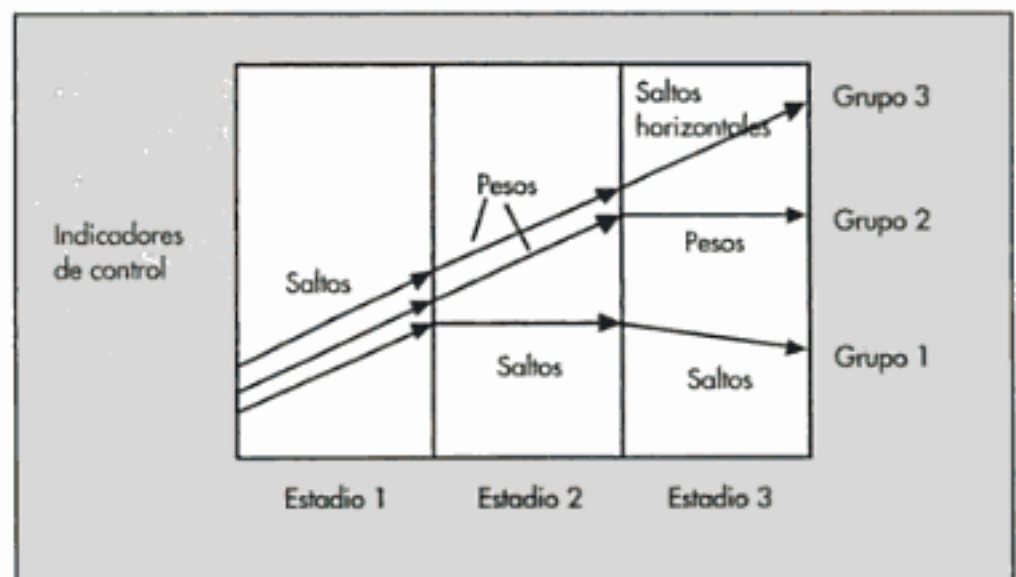 Saltos
horizontales
Grupo 3
Pesos
Grupo 2
Indicadores
de control
Saltos
Pesos
Saltos
Saltos
Grupo 1
Estadio 1
Estadio 2
Estadio 3